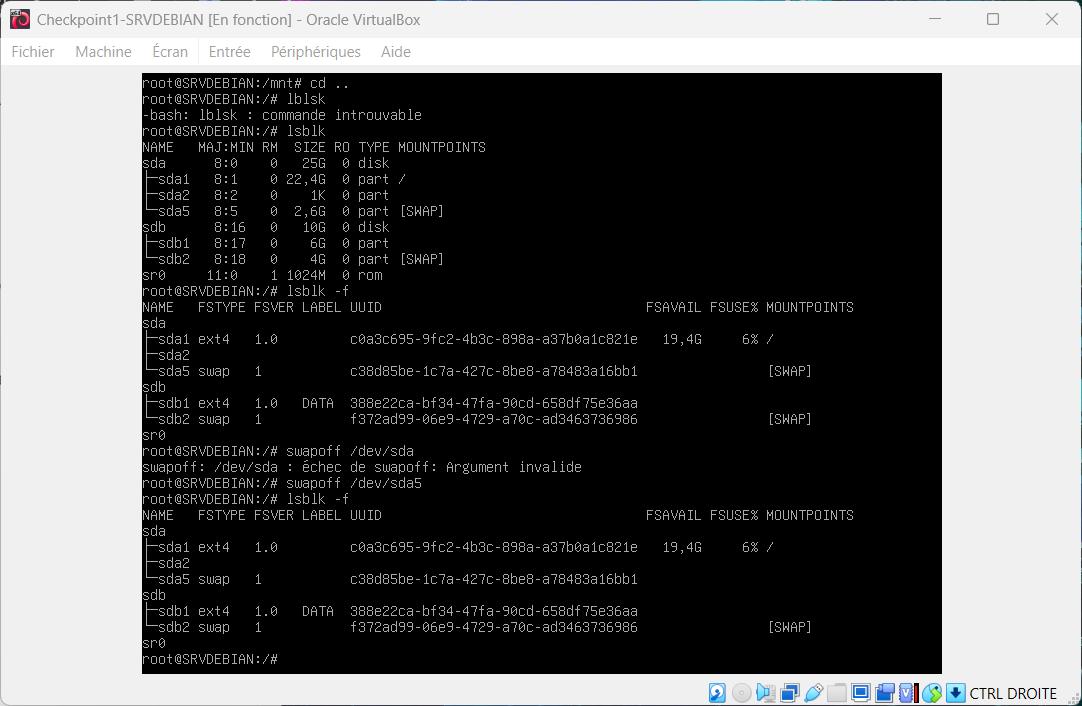 Checkpoint1-SRVDEBIAN [En fonction] - Oracle VirtualBox
Fichier Machine Écran Entrée Périphériques Aide
root@SRVDEBIAN:/mnt# cd ..
root@SRVDEBIAN:/# lblsk
-bash: lblsk : commande introuvable
root@SRVDEBIAN:/# lsblk
NAME   MAJ:MIN RM  SIZE RO TYPE MOUNTPOINTS
sda      8:0    0   25G  0 disk
├─sda1   8:1    0 22,4G  0 part /
├─sda2   8:2    0    1K  0 part
└─sda5   8:5    0  2,6G  0 part [SWAP]
sdb      8:16   0   10G  0 disk
├─sdb1   8:17   0    6G  0 part
└─sdb2   8:18   0    4G  0 part [SWAP]
sr0     11:0    1 1024M  0 rom
root@SRVDEBIAN:/# lsblk -f
NAME   FSTYPE FSVER LABEL UUID                                 FSAVAIL FSUSE% MOUNTPOINTS
sda
├─sda1 ext4   1.0         c0a3c695-9fc2-4b3c-898a-a37b0a1c821e   19,4G     6% /
├─sda2
└─sda5 swap   1           c38d85be-1c7a-427c-8be8-a78483a16bb1                [SWAP]
sdb
├─sdb1 ext4   1.0   DATA  388e22ca-bf34-47fa-90cd-658df75e36aa
└─sdb2 swap   1           f372ad99-06e9-4729-a70c-ad3463736986                [SWAP]
sr0
root@SRVDEBIAN:/# swapoff /dev/sda
swapoff: /dev/sda : échec de swapoff: Argument invalide
root@SRVDEBIAN:/# swapoff /dev/sda5
root@SRVDEBIAN:/# lsblk -f
NAME   FSTYPE FSVER LABEL UUID                                 FSAVAIL FSUSE% MOUNTPOINTS
sda
├─sda1 ext4   1.0         c0a3c695-9fc2-4b3c-898a-a37b0a1c821e   19,4G     6% /
├─sda2
└─sda5 swap   1           c38d85be-1c7a-427c-8be8-a78483a16bb1
sdb
├─sdb1 ext4   1.0   DATA  388e22ca-bf34-47fa-90cd-658df75e36aa
└─sdb2 swap   1           f372ad99-06e9-4729-a70c-ad3463736986                [SWAP]
sr0
root@SRVDEBIAN:/#
CTRL DROITE